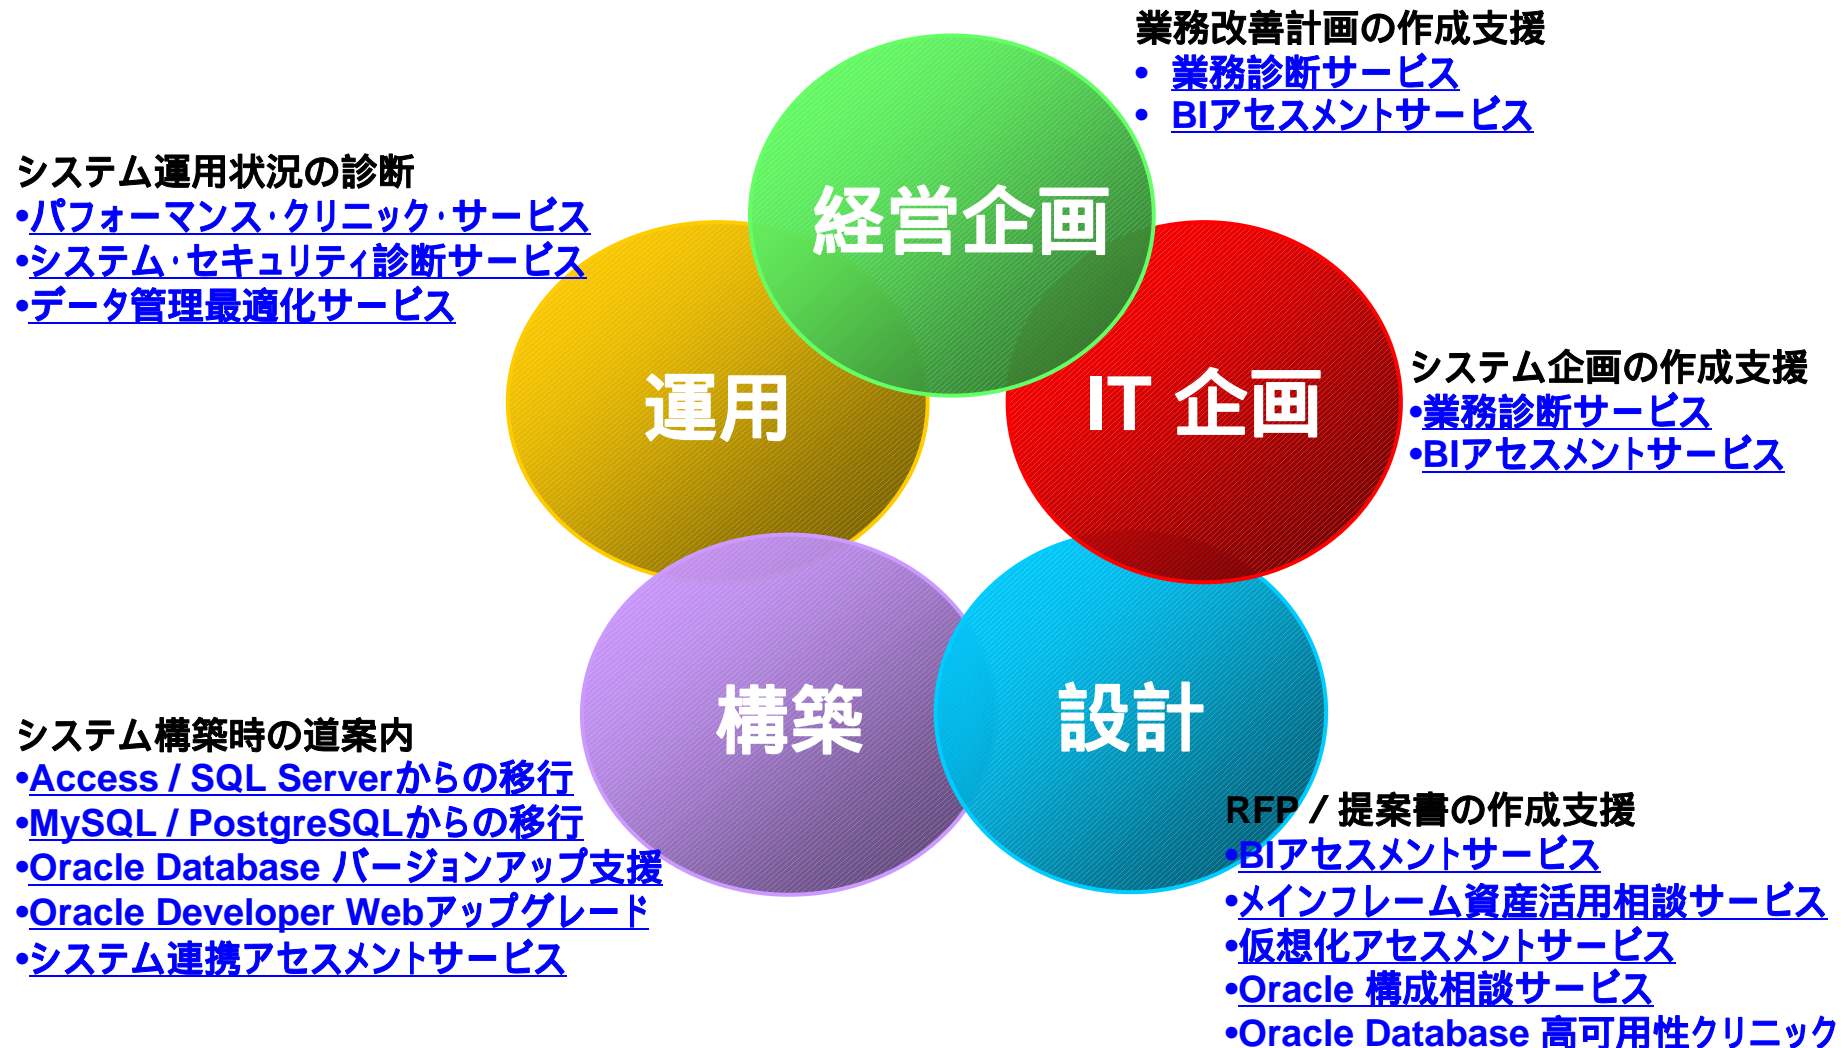 業務改善計画の作成支援
• 業務診断サービス
• BIアセスメントサービス
経営企画
システム運用状況の診断
•パフォーマンス・クリニック・サービス
•システム・セキュリティ診断サービス
•データ管理最適化サービス
運用
IT 企画
システム企画の作成支援
•業務診断サービス
•BIアセスメントサービス
構築
設計
システム構築時の道案内
•Access / SQL Serverからの移行
•MySQL / PostgreSQLからの移行
•Oracle Database バージョンアップ支援
•Oracle Developer Webアップグレード
•システム連携アセスメントサービス
RFP / 提案書の作成支援
•BIアセスメントサービス
•メインフレーム資産活用相談サービス
•仮想化アセスメントサービス
•Oracle 構成相談サービス
•Oracle Database 高可用性クリニック